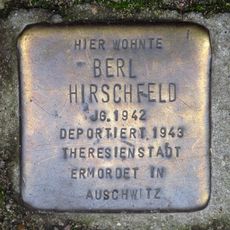 HIER WOHNTE
BERL
HIRSCHFELD
JG. 1942
DEPORTIERT 1943
THERESIENSTADT
ERMORDET IN
AUSCHWITZ